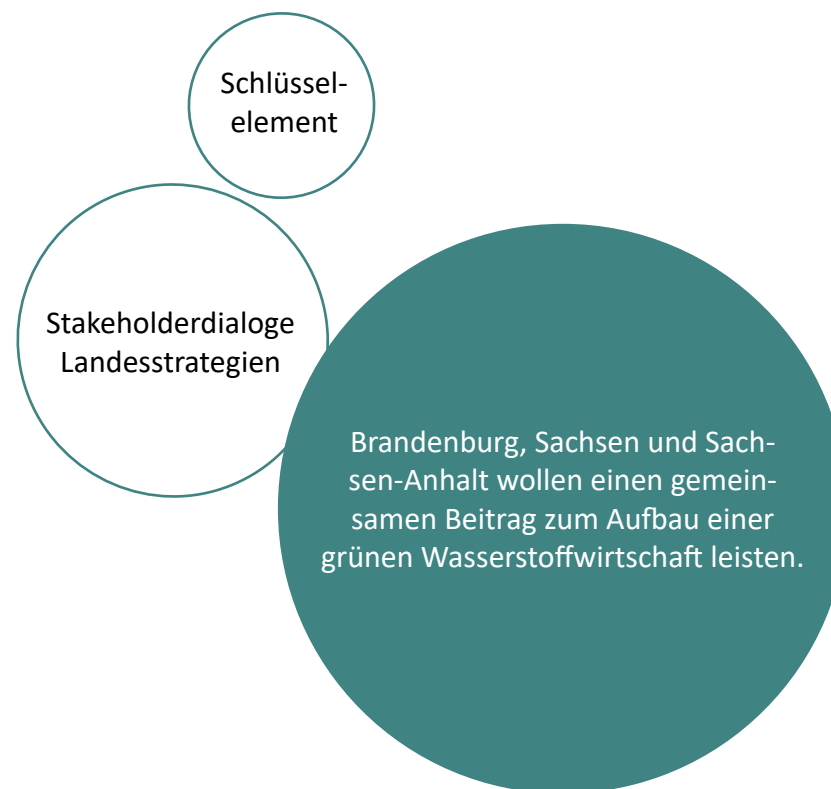 Schlüssel-
element
Stakeholderdialoge
Landesstrategien
Brandenburg, Sachsen und Sach-
sen-Anhalt wollen einen gemein-
samen Beitrag zum Aufbau einer
grünen Wasserstoffwirtschaft leisten.